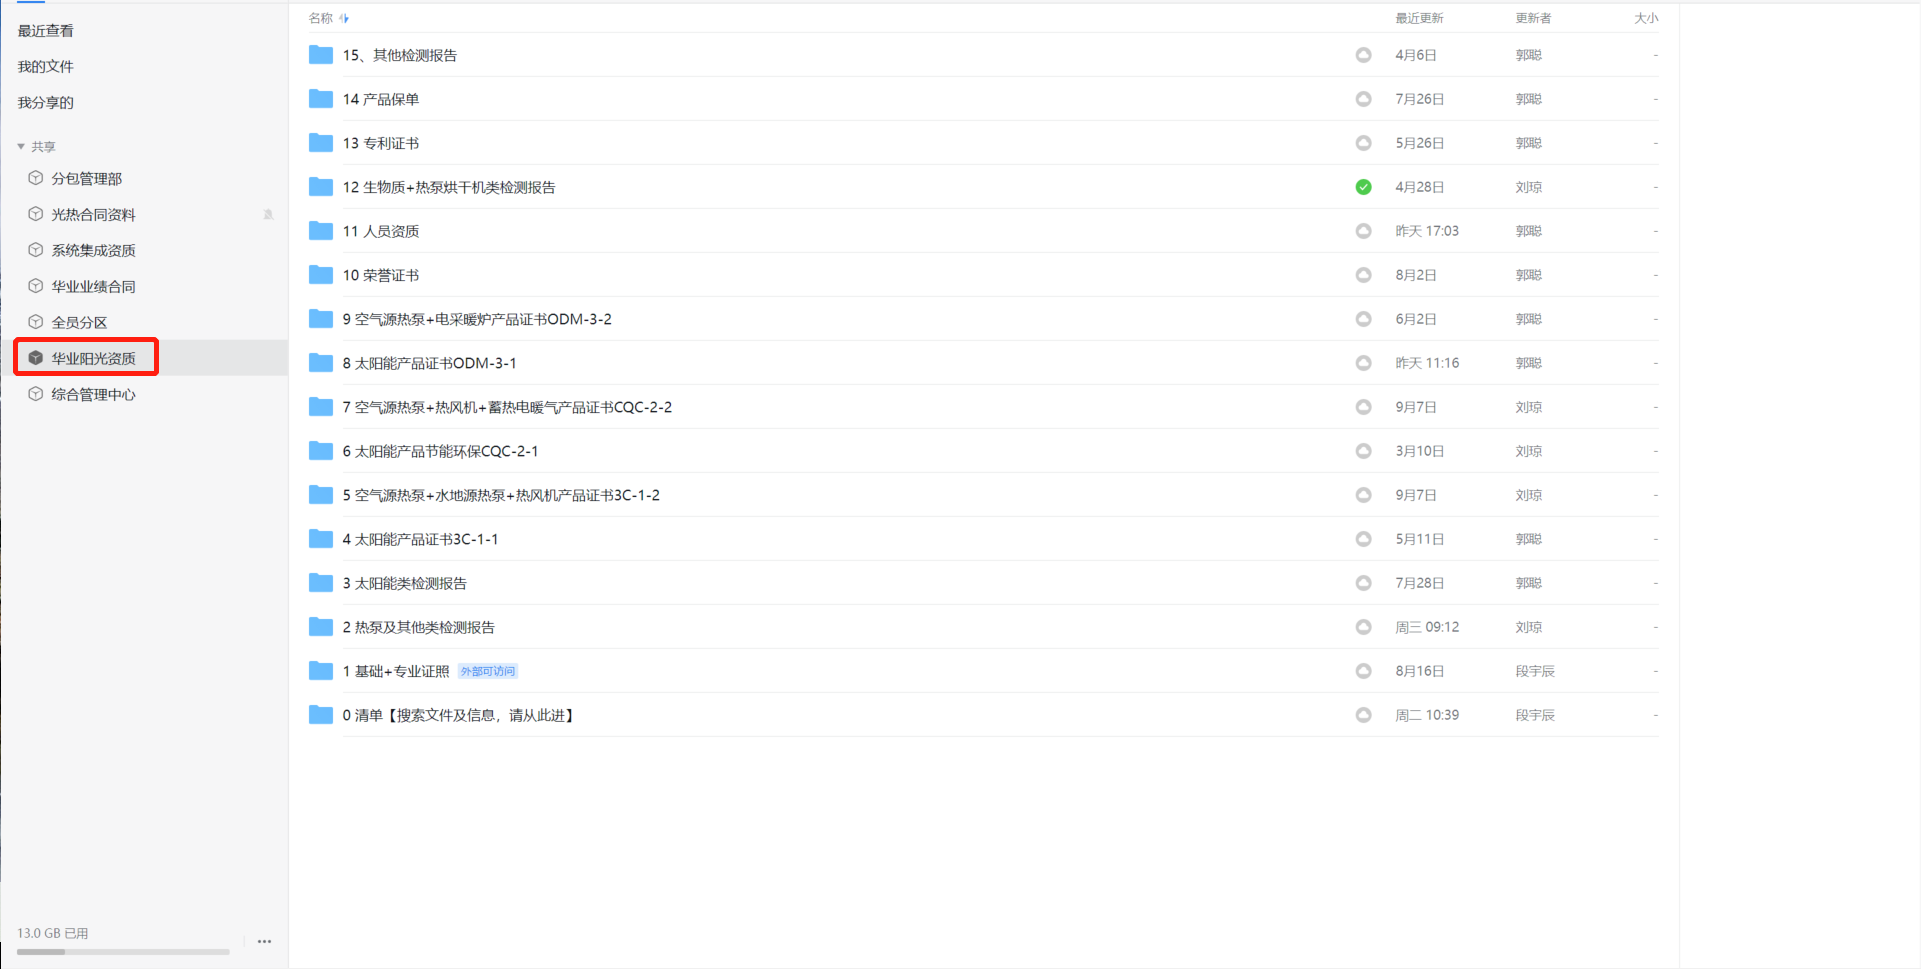 最近查看
我的文件
我分享的
共享
分包管理部
光热合同资料
系统集成资质
华业业绩合同
全员分区
华业阳光资质
综合管理中心
13.0 GB 已用
名称 最近更新 更新者 大小
15、其他检测报告 4月6日 郭聪 -
14 产品保单 7月26日 郭聪 -
13 专利证书 5月26日 郭聪 -
12 生物质+热泵烘干机类检测报告 4月28日 刘琼 -
11 人员资质 昨天 17:03 郭聪 -
10 荣誉证书 8月2日 郭聪 -
9 空气源热泵+电采暖炉产品证书ODM-3-2 6月2日 郭聪 -
8 太阳能产品证书ODM-3-1 昨天 11:16 郭聪 -
7 空气源热泵+热风机+蓄热电暖气产品证书CQC-2-2 9月7日 刘琼 -
6 太阳能产品节能环保CQC-2-1 3月10日 刘琼 -
5 空气源热泵+水地源热泵+热风机产品证书3C-1-2 9月7日 刘琼 -
4 太阳能产品证书3C-1-1 5月11日 郭聪 -
3 太阳能类检测报告 7月28日 郭聪 -
2 热泵及其他类检测报告 周三 09:12 刘琼 -
1 基础+专业证照 外部可访问 8月16日 段宇辰 -
0 清单【搜索文件及信息，请从此进】 周二 10:39 段宇辰 -